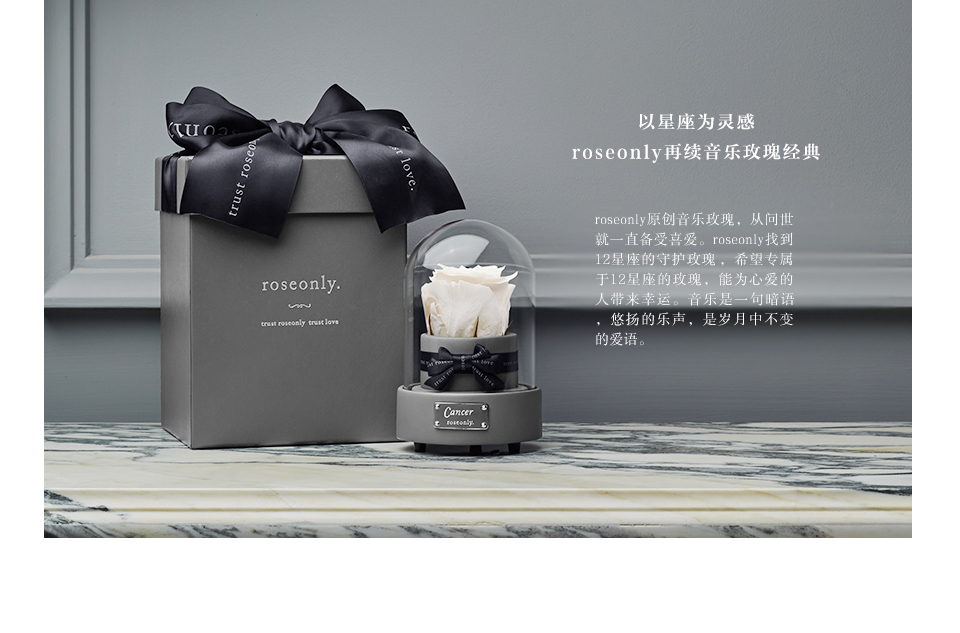 以星座为灵感
roseonly再续音乐玫瑰经典
roseonly原创音乐玫瑰，从问世
就一直备受喜爱。roseonly找到
12星座的守护玫瑰，希望专属
于12星座的玫瑰，能为心爱的
人带来幸运。音乐是一句暗语
，悠扬的乐声，是岁月中不变
的爱语。
trust roseon
r love.
roseonly.
trust roseonly trust love
Cancer
roseonly.